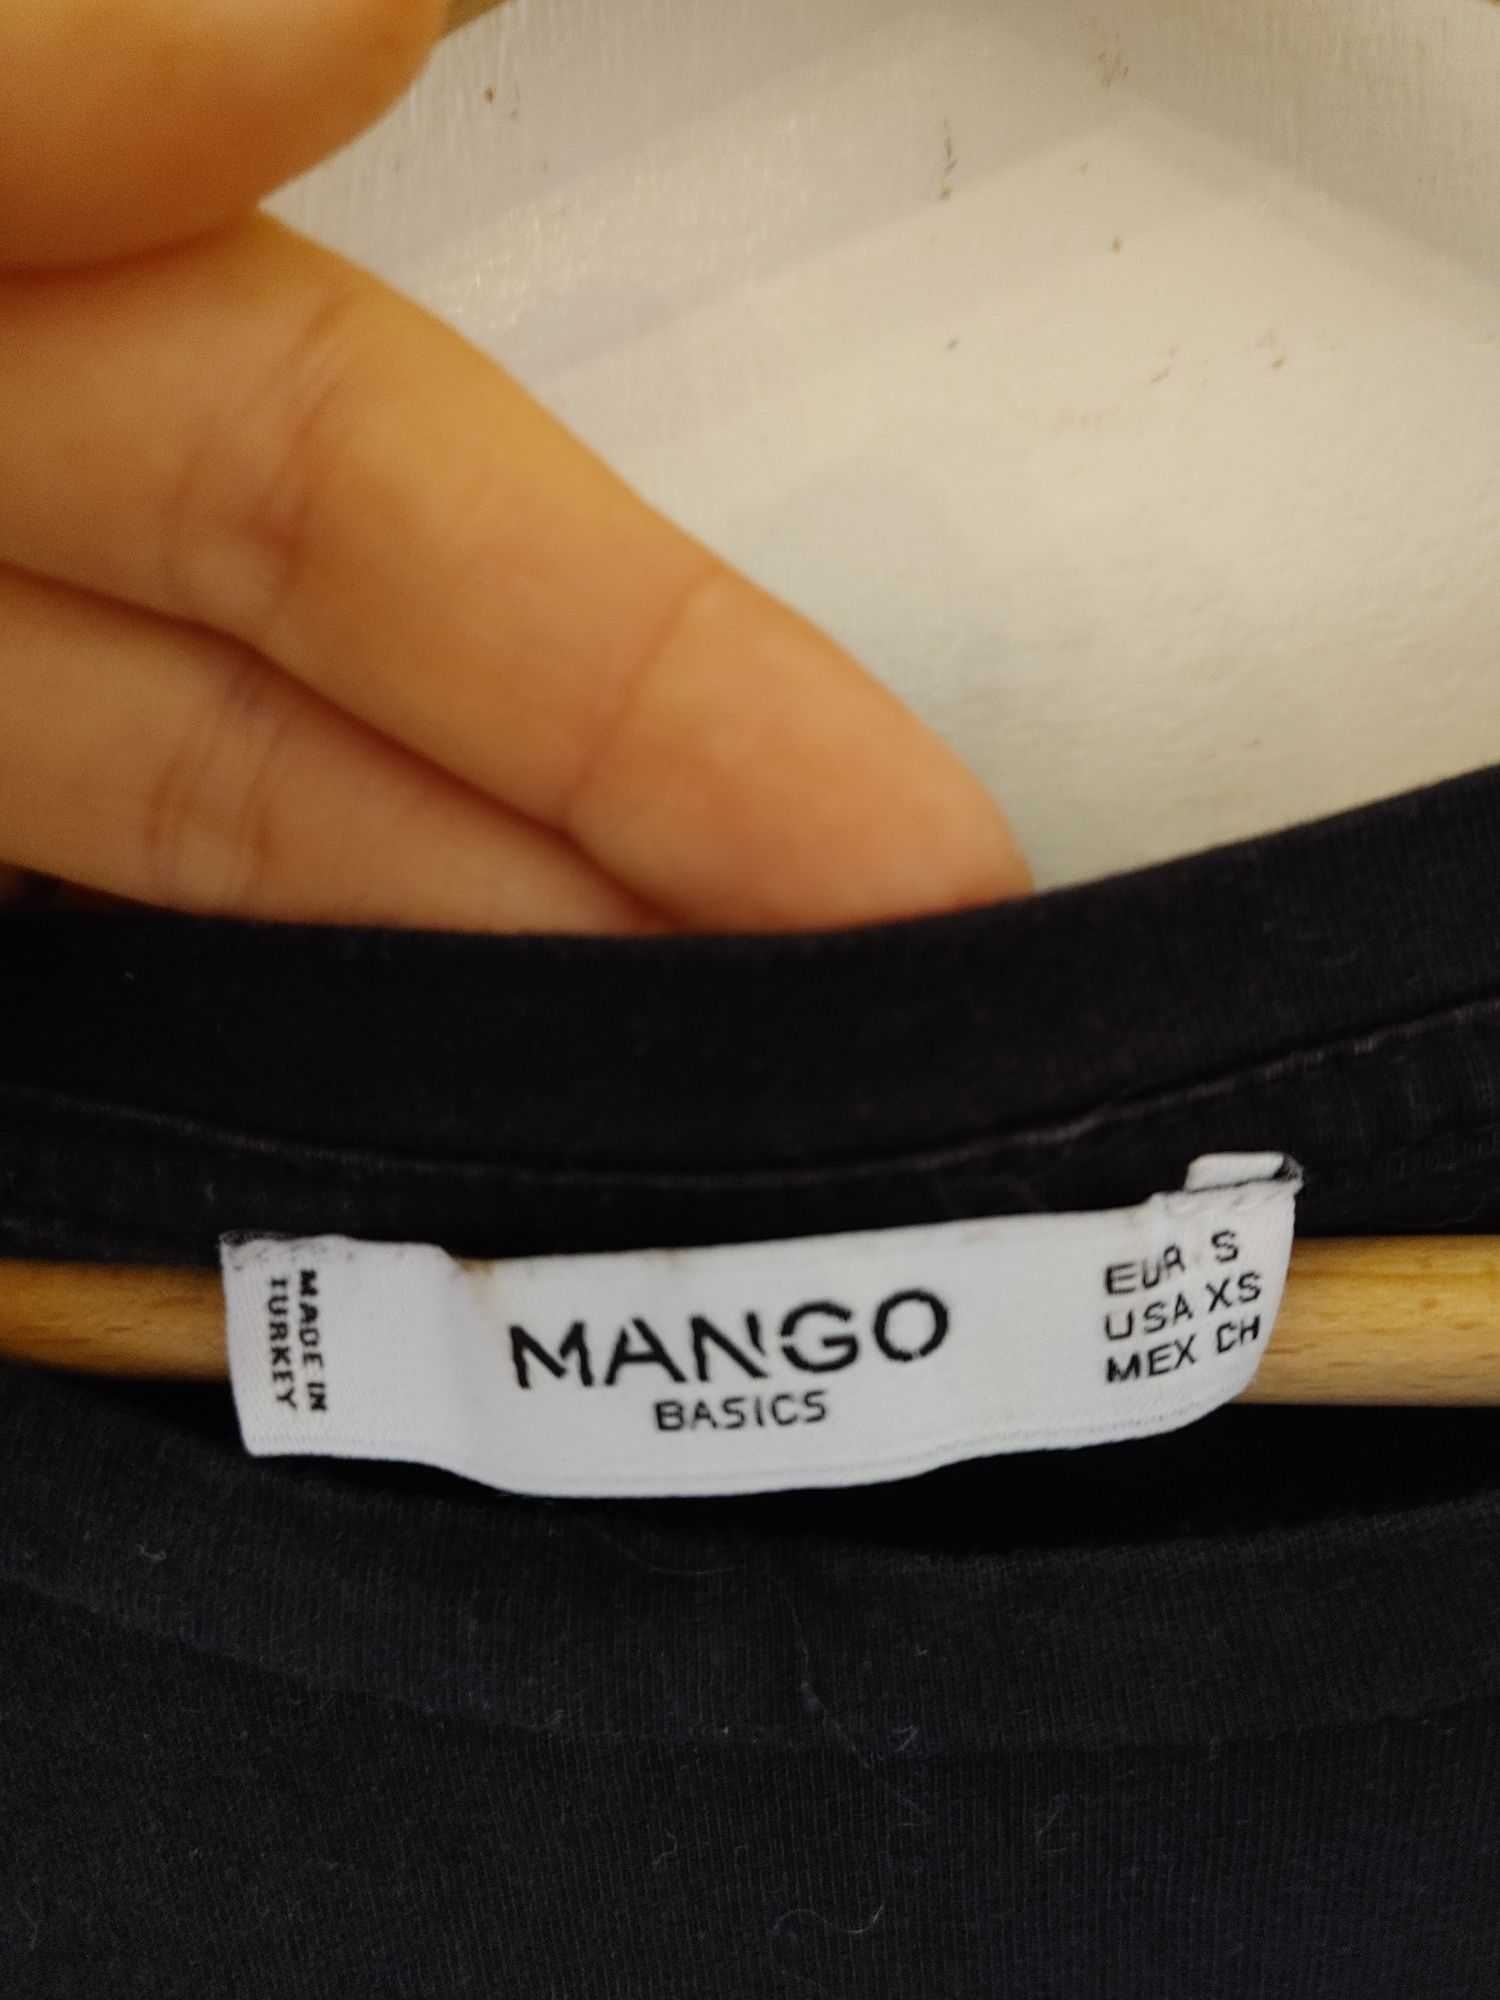 MADE IN
TURKEY
MANGO
BASICS
EUR S
USA XS
MEX CH